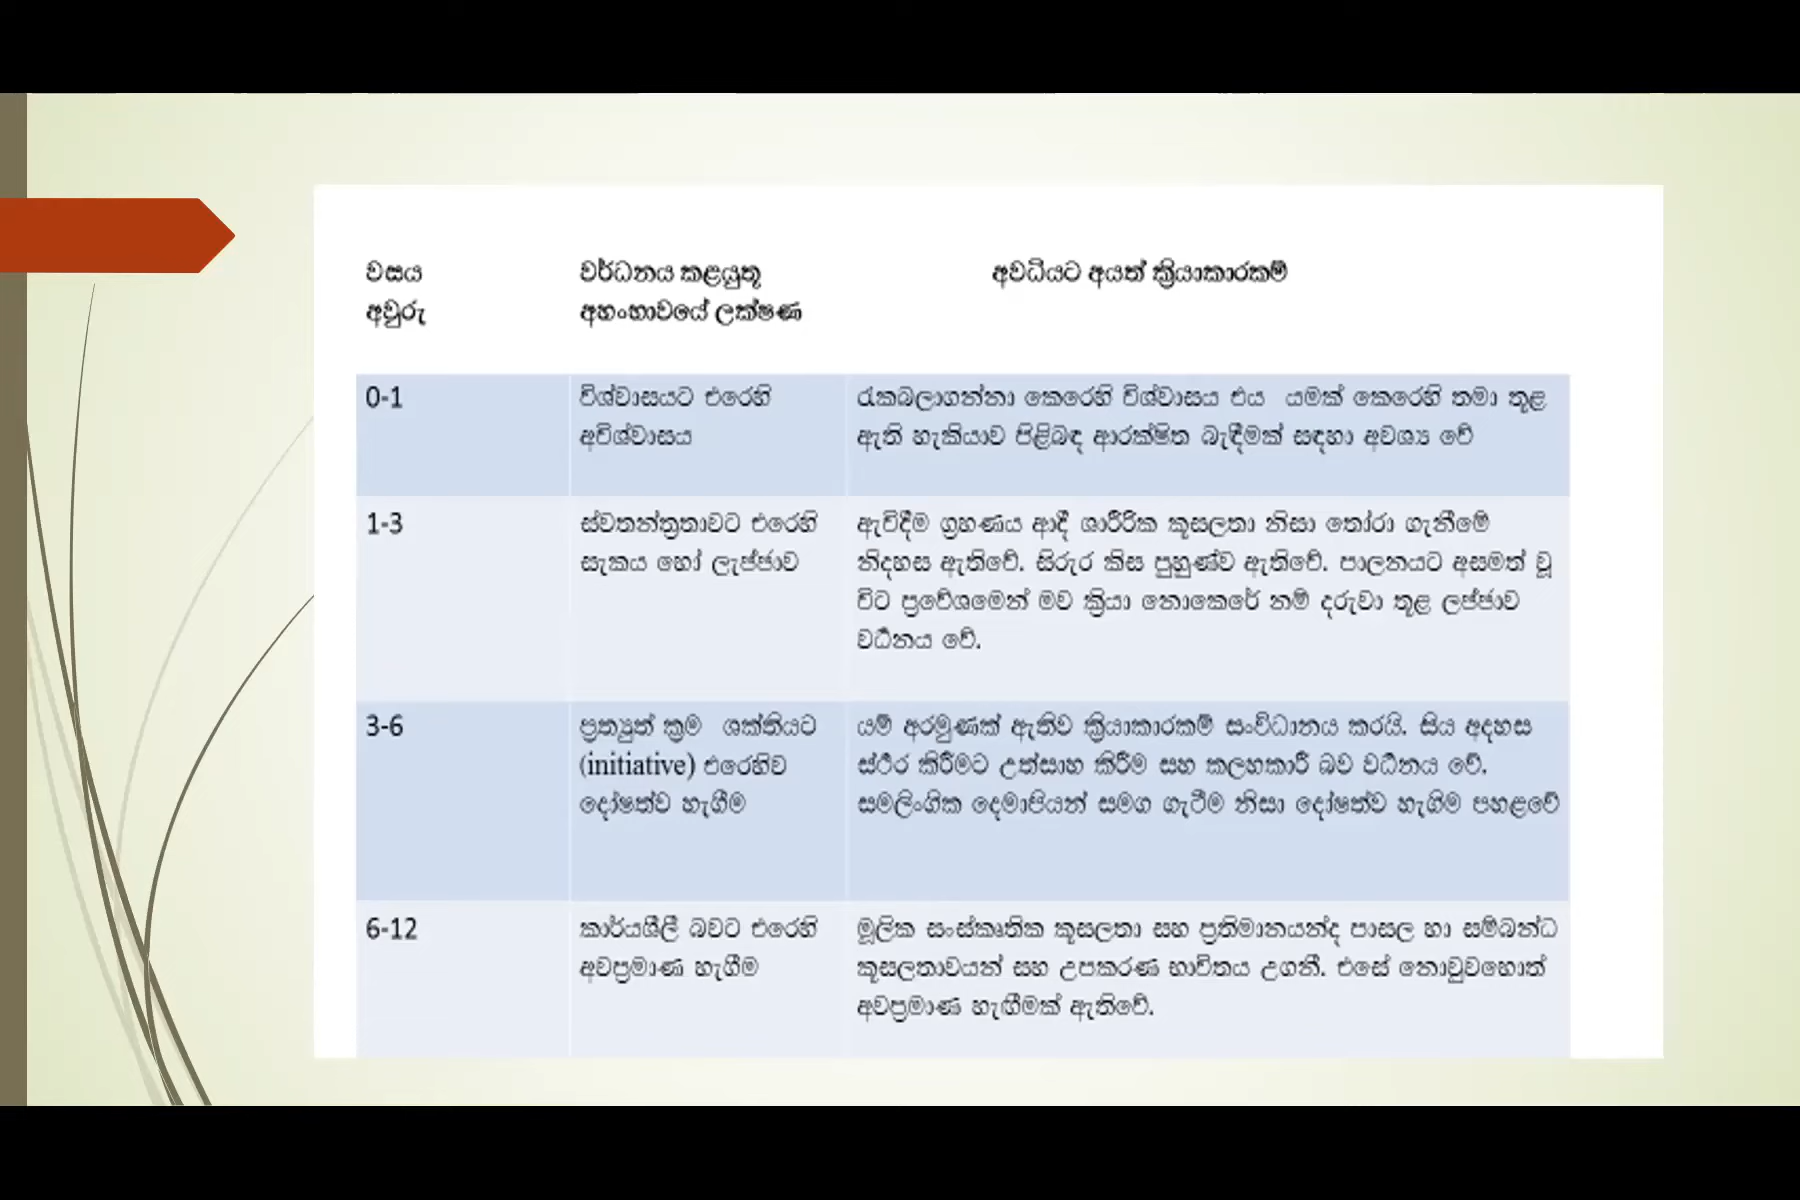 වසය වර්ධනය කළයුතු අවධියට අයත් ක්‍රියාකාරකම්
අවුරු අහංභාවයේ ලක්ෂණ
0-1 විශ්වාසයට එරෙහි රැකබලාගන්නා කෙරෙහි විශ්වාසය එය යමක් කෙරෙහි තමා තුළ
අවිශ්වාසය ඇති හැකියාව පිළිබඳ ආරක්ෂිත බැඳීමක් සඳහා අවශ්‍ය වේ
1-3 ස්වතන්ත්‍රතාවට එරෙහි ඇවිදීම ග්‍රහණය ආදී ශාරීරික කුසලතා නිසා තෝරා ගැනීමේ
සැකය හෝ ලැජ්ජාව නිදහස ඇතිවේ. සිරුර කිස පුහුණුව ඇතිවේ. පාලනයට අසමත් වූ
විට ප්‍රවේශමෙන් මව ක්‍රියා නොකෙරේ නම් දරුවා තුළ ලජ්ජාව
වර්‍ධනය වේ.
3-6 ප්‍රත්‍යුත් ක්‍රම ශක්තියට යම් අරමුණක් ඇතිව ක්‍රියාකාරකම් සංවිධානය කරයි. සිය අදහස
(initiative) එරෙහිව ස්ථිර කිරීමට උත්සාහ කිරීම සහ කලහකාරී බව වර්‍ධනය වේ.
දෝෂත්ව හැගීම සමලිංගික දෙමාපියන් සමග ගැටීම නිසා දෝෂත්ව හැගිම පහළවේ
6-12 කාර්යශීලී බවට එරෙහි මූලික සංස්කෘතික කුසලතා සහ ප්‍රතිමානයන්ද පාසල හා සම්බන්ධ
අවප්‍රමාණ හැගීම කුසලතාවයන් සහ උපකරණ භාවිතය උගනී. එසේ නොවුවහොත්
අවප්‍රමාණ හැඟීමක් ඇතිවේ.